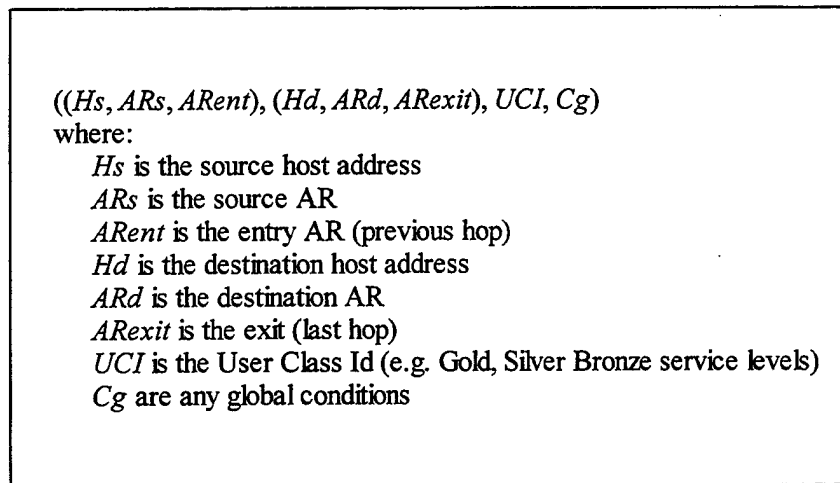 ((Hs, ARs, ARent), (Hd, ARd, ARexit), UCI, Cg)
where:
Hs is the source host address
ARs is the source AR
ARent is the entry AR (previous hop)
Hd is the destination host address
ARd is the destination AR
ARexit is the exit (last hop)
UCI is the User Class Id (e.g. Gold, Silver Bronze service levels)
Cg are any global conditions